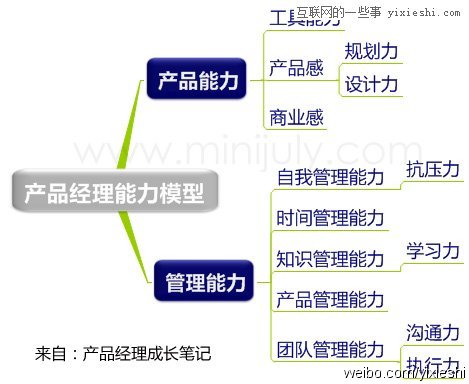 互联网的一些事 yixieshi.com
工具能力
产品能力
产品感
规划力
设计力
商业感
www.minijuly.com
产品经理能力模型
管理能力
自我管理能力
抗压力
时间管理能力
知识管理能力
学习力
产品管理能力
团队管理能力
沟通力
执行力
来自：产品经理成长笔记
weibo.com/yixieshi